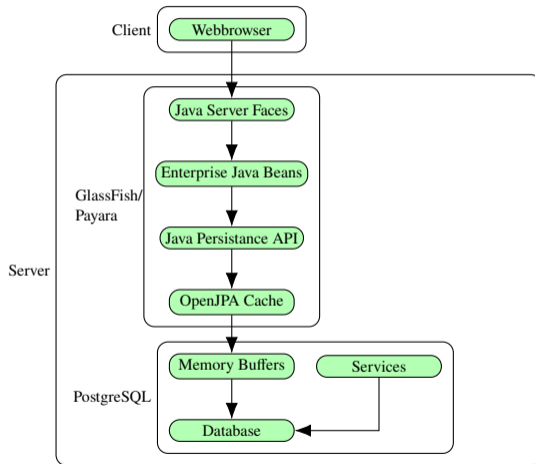 Client
Webbrowser
Java Server Faces
Enterprise Java Beans
GlassFish/
Payara
Java Persistance API
Server
OpenJPA Cache
Memory Buffers
Services
PostgreSQL
Database